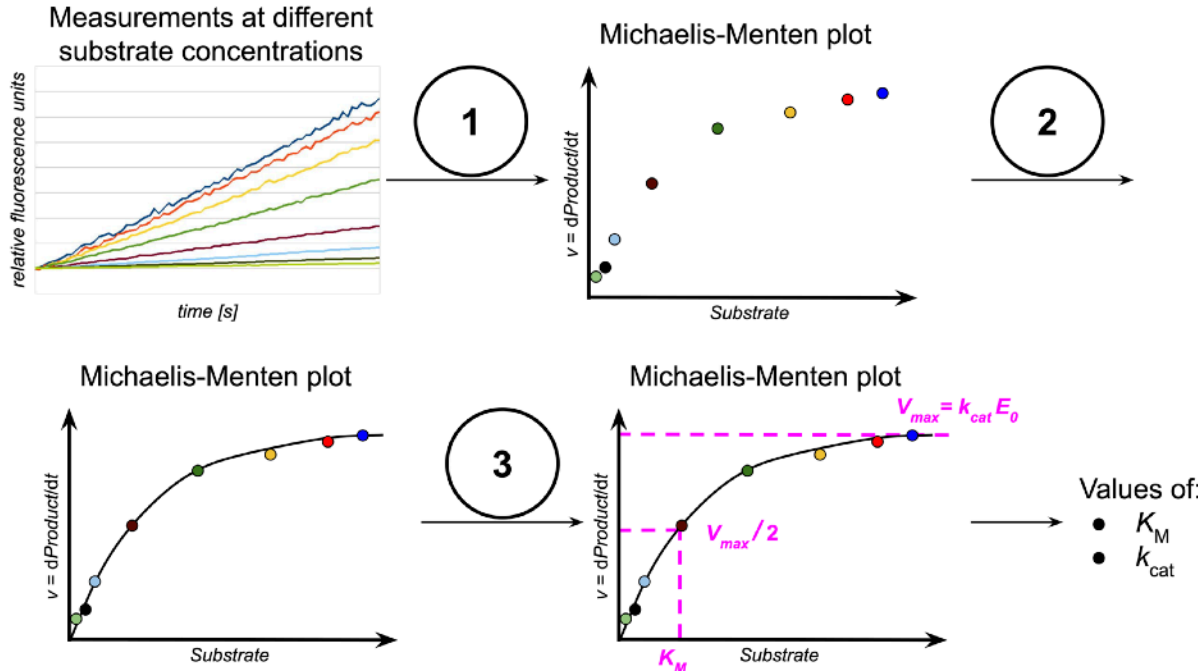 Measurements at different
substrate concentrations
relative fluorescence units
time [s]
1
Michaelis-Menten plot
v = dProduct/dt
Substrate
2
Michaelis-Menten plot
v = dProduct/dt
Substrate
3
Michaelis-Menten plot
v = dProduct/dt
Vmax = kcat E0
Vmax / 2
KM
Substrate
Values of:
● KM
● kcat